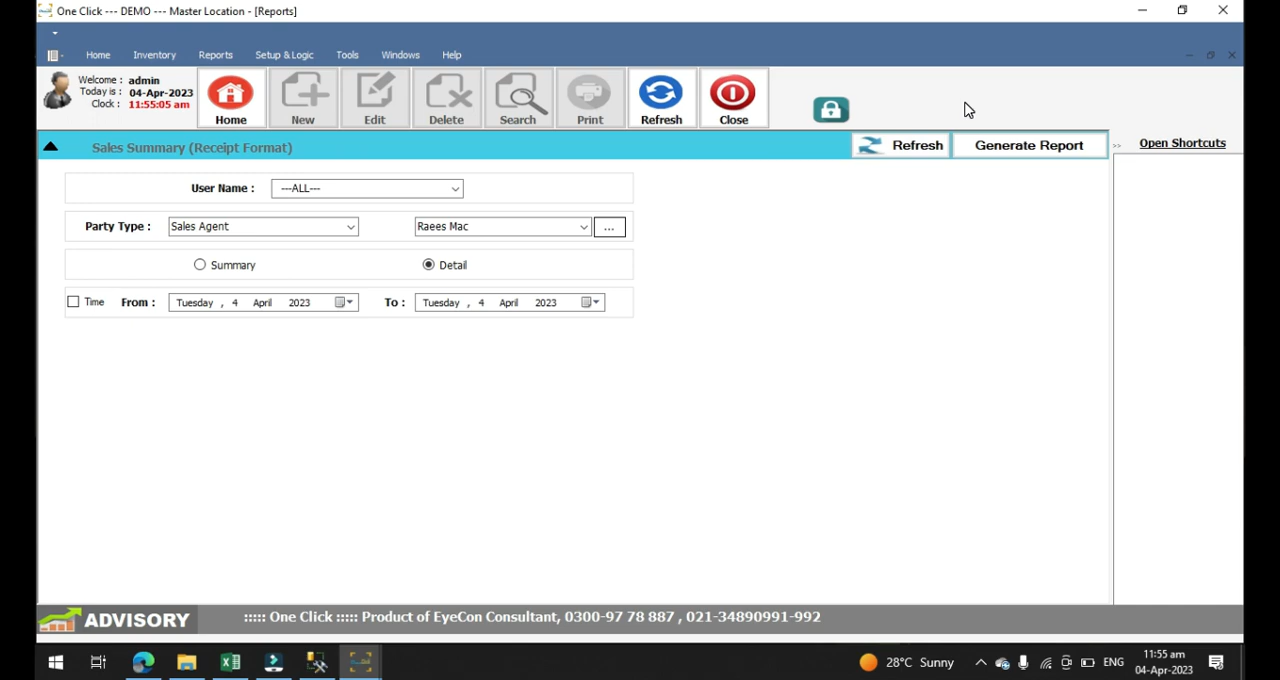 One Click --- DEMO --- Master Location - [Reports]
Home Inventory Reports Setup & Logic Tools Windows Help
Welcome : admin
Today is : 04-Apr-2023
Clock : 11:55:05 am
Home New Edit Delete Search Print Refresh Close
Sales Summary (Receipt Format) Refresh Generate Report >> Open Shortcuts
User Name : ---ALL---
Party Type : Sales Agent Raees Mac ...
Summary Detail
Time From : Tuesday , 4 April 2023 To : Tuesday , 4 April 2023
ADVISORY ::::: One Click ::::: Product of EyeCon Consultant, 0300-97 78 887 , 021-34890991-992
28°C Sunny ENG 11:55 am
04-Apr-2023